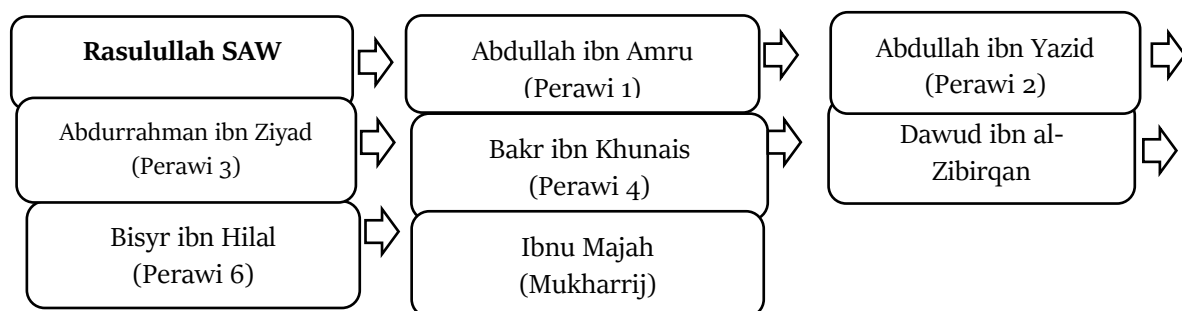 Rasulullah SAW
Abdullah ibn Amru
(Perawi 1)
Abdullah ibn Yazid
(Perawi 2)
Abdurrahman ibn Ziyad
(Perawi 3)
Bakr ibn Khunais
(Perawi 4)
Dawud ibn al-
Zibirqan
Bisyr ibn Hilal
(Perawi 6)
Ibnu Majah
(Mukharrij)